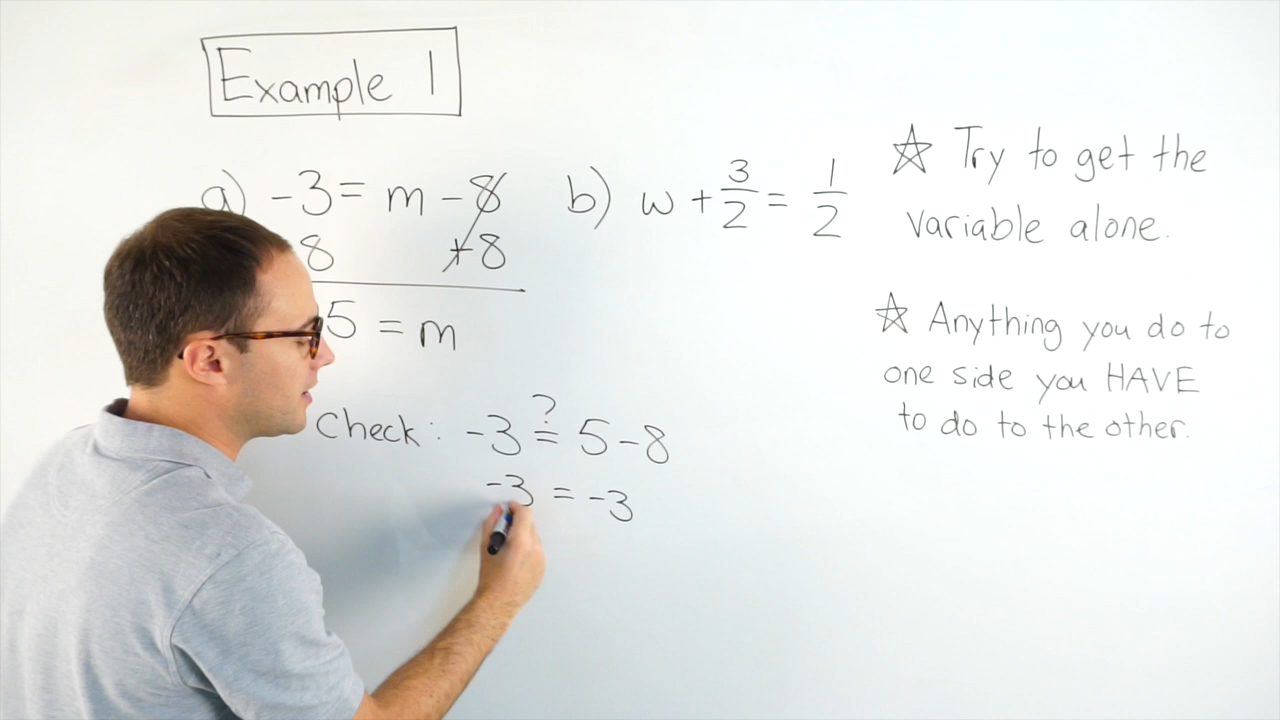 Example 1
a) -3 = m - 8
8 +8
5 = m
Check: -3 ?= 5 - 8
-3 = -3
b) w + 3/2 = 1/2
☆ Try to get the
variable alone.
☆ Anything you do to
one side you HAVE
to do to the other.